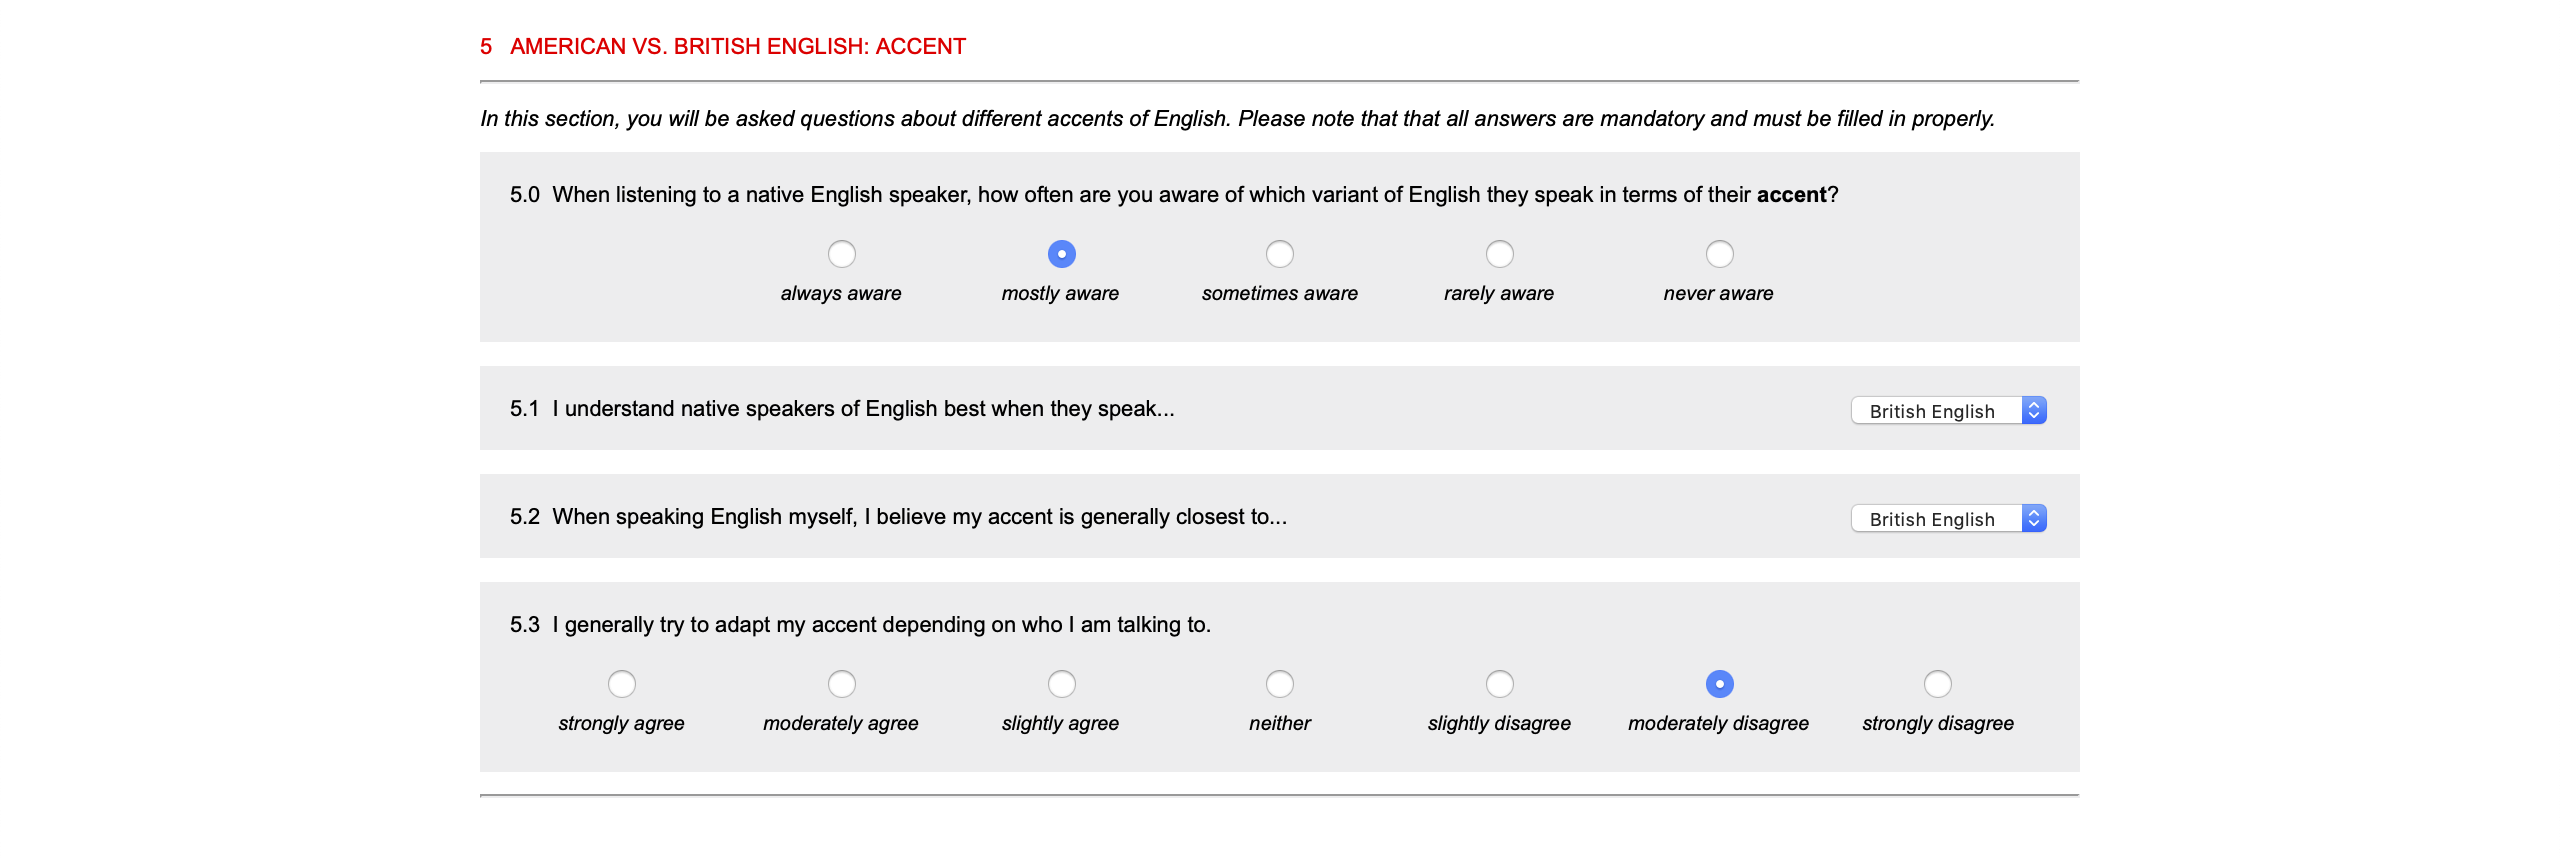 5 AMERICAN VS. BRITISH ENGLISH: ACCENT
In this section, you will be asked questions about different accents of English. Please note that that all answers are mandatory and must be filled in properly.
5.0 When listening to a native English speaker, how often are you aware of which variant of English they speak in terms of their accent?
always aware mostly aware sometimes aware rarely aware never aware
5.1 I understand native speakers of English best when they speak... British English
5.2 When speaking English myself, I believe my accent is generally closest to... British English
5.3 I generally try to adapt my accent depending on who I am talking to.
strongly agree moderately agree slightly agree neither slightly disagree moderately disagree strongly disagree